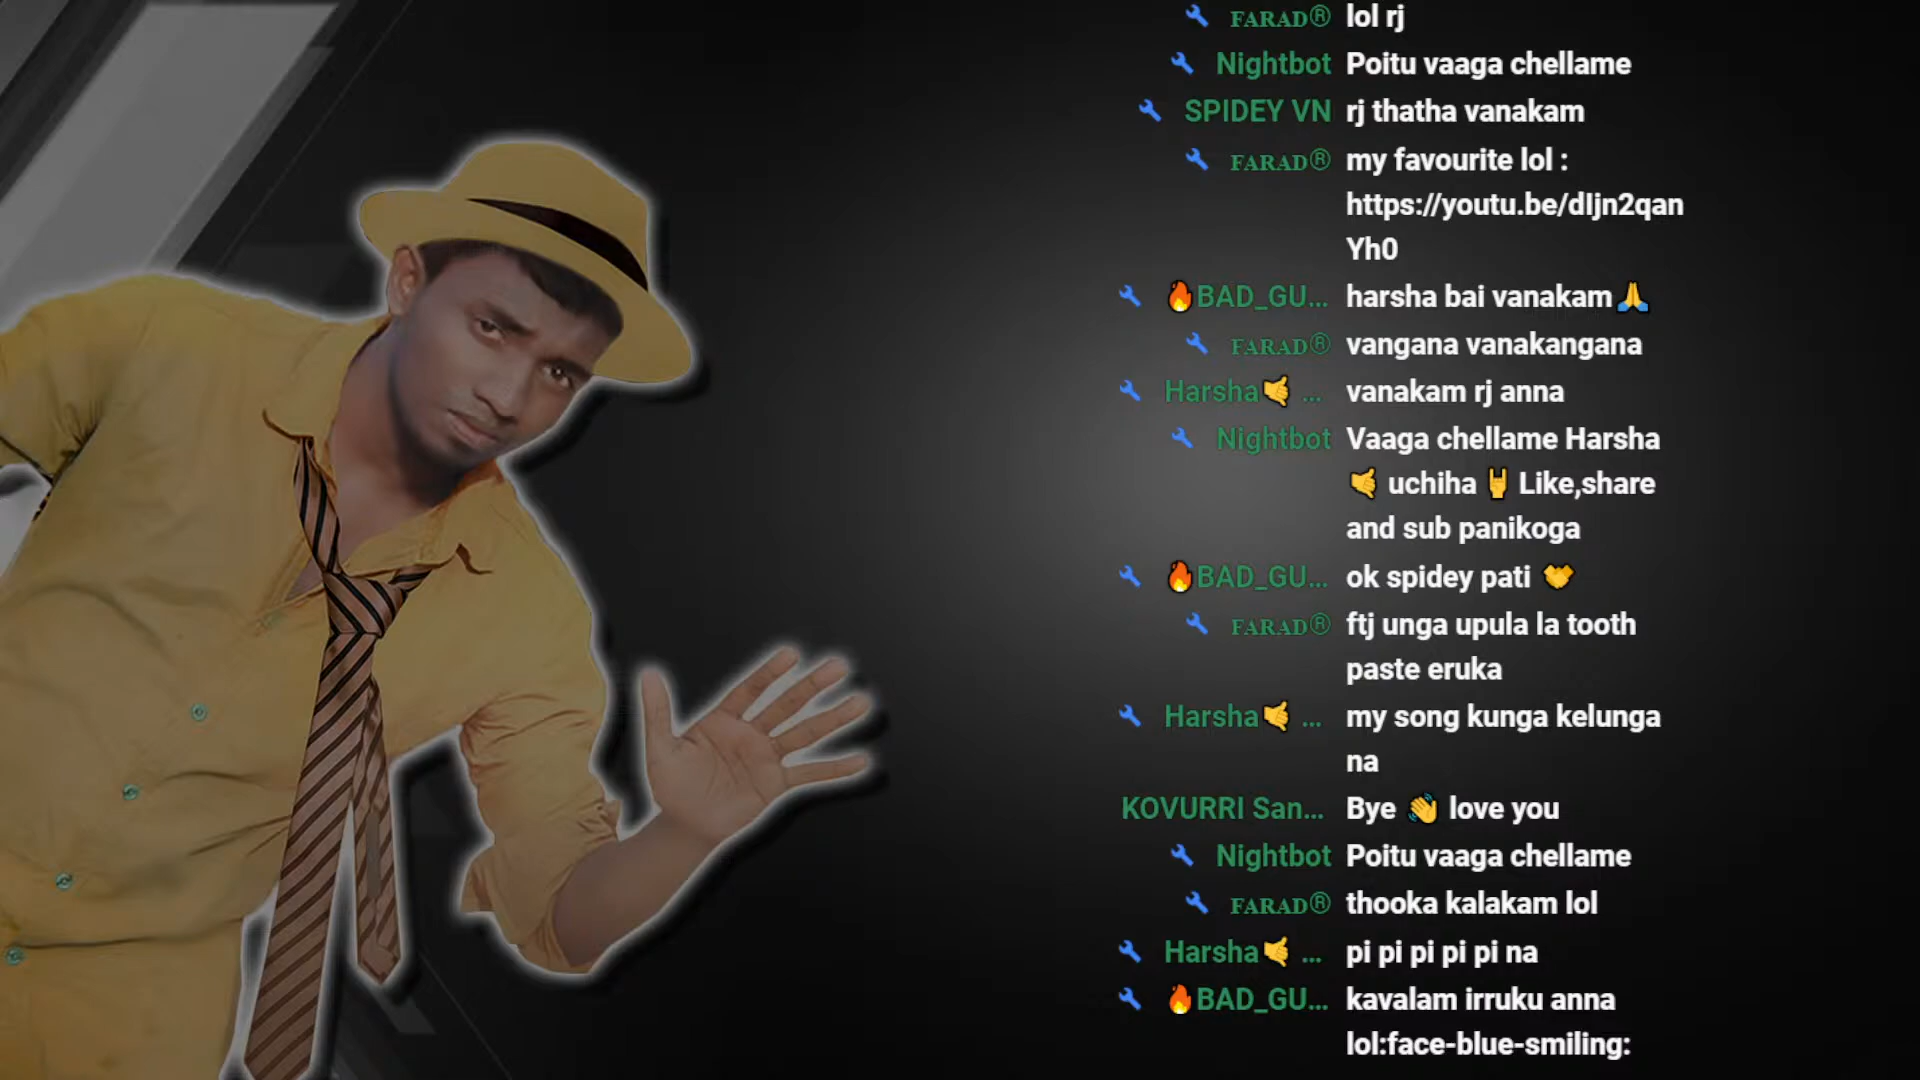 FARAD® lol rj
Nightbot Poitu vaaga chellame
SPIDEY VN rj thatha vanakam
FARAD® my favourite lol :
https://youtu.be/dIjn2qan
Yh0
🔥BAD_GU... harsha bai vanakam🙏
FARAD® vangana vanakangana
Harsha🤙 ... vanakam rj anna
Nightbot Vaaga chellame Harsha
🤙 uchiha 🤘 Like,share
and sub panikoga
🔥BAD_GU... ok spidey pati 🤝
FARAD® ftj unga upula la tooth
paste eruka
Harsha🤙 ... my song kunga kelunga
na
KOVURRI San... Bye 👋 love you
Nightbot Poitu vaaga chellame
FARAD® thooka kalakam lol
Harsha🤙 ... pi pi pi pi pi na
🔥BAD_GU... kavalam irruku anna
lol:face-blue-smiling: